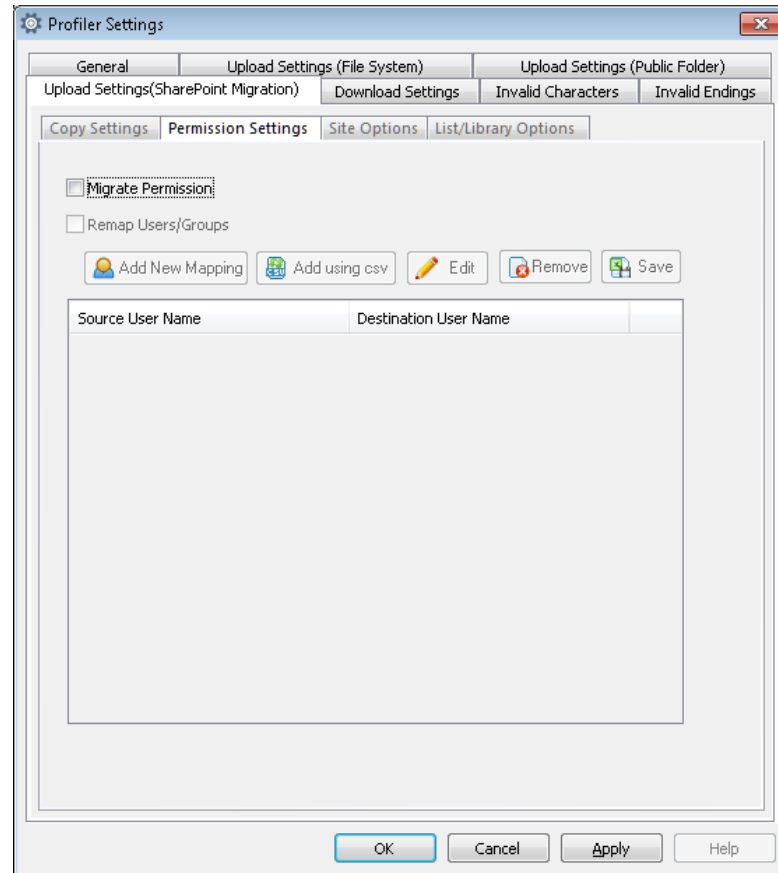 Profiler Settings
General Upload Settings (File System) Upload Settings (Public Folder)
Upload Settings(SharePoint Migration) Download Settings Invalid Characters Invalid Endings
Copy Settings Permission Settings Site Options List/Library Options
Migrate Permission
Remap Users/Groups
Add New Mapping Add using csv Edit Remove Save
Source User Name Destination User Name
OK Cancel Apply Help